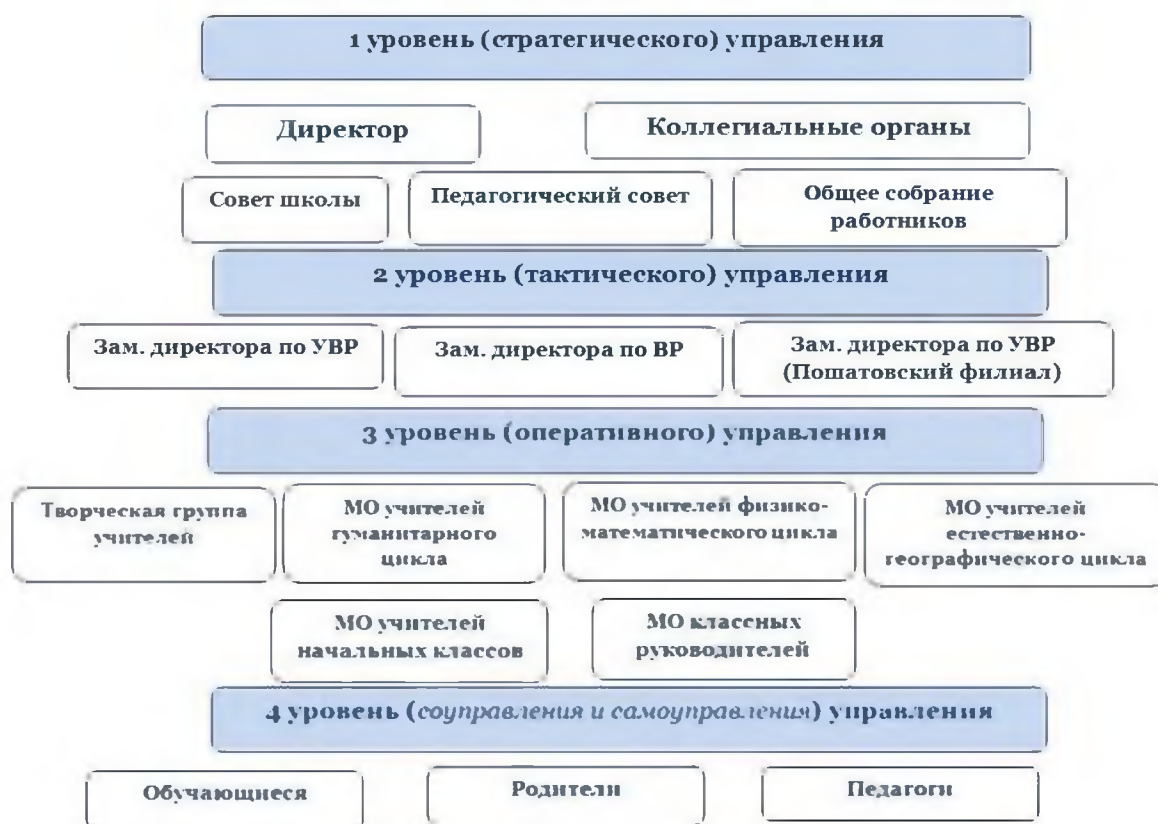 1 уровень (стратегического) управления
Директор
Коллегиальные органы
Совет школы
Педагогический совет
Общее собрание
работников
2 уровень (тактического) управления
Зам. директора по УВР
Зам. директора по ВР
Зам. директора по УВР
(Пошатовский филиал)
3 уровень (оперативного) управления
Творческая группа
учителей
МО учителей
гуманитарного
цикла
МО учителей физико-
математического цикла
МО учителей
естественно-
географического цикла
МО учителей
начальных классов
МО классных
руководителей
4 уровень (соуправления и самоуправления) управления
Обучающиеся
Родители
Педагоги